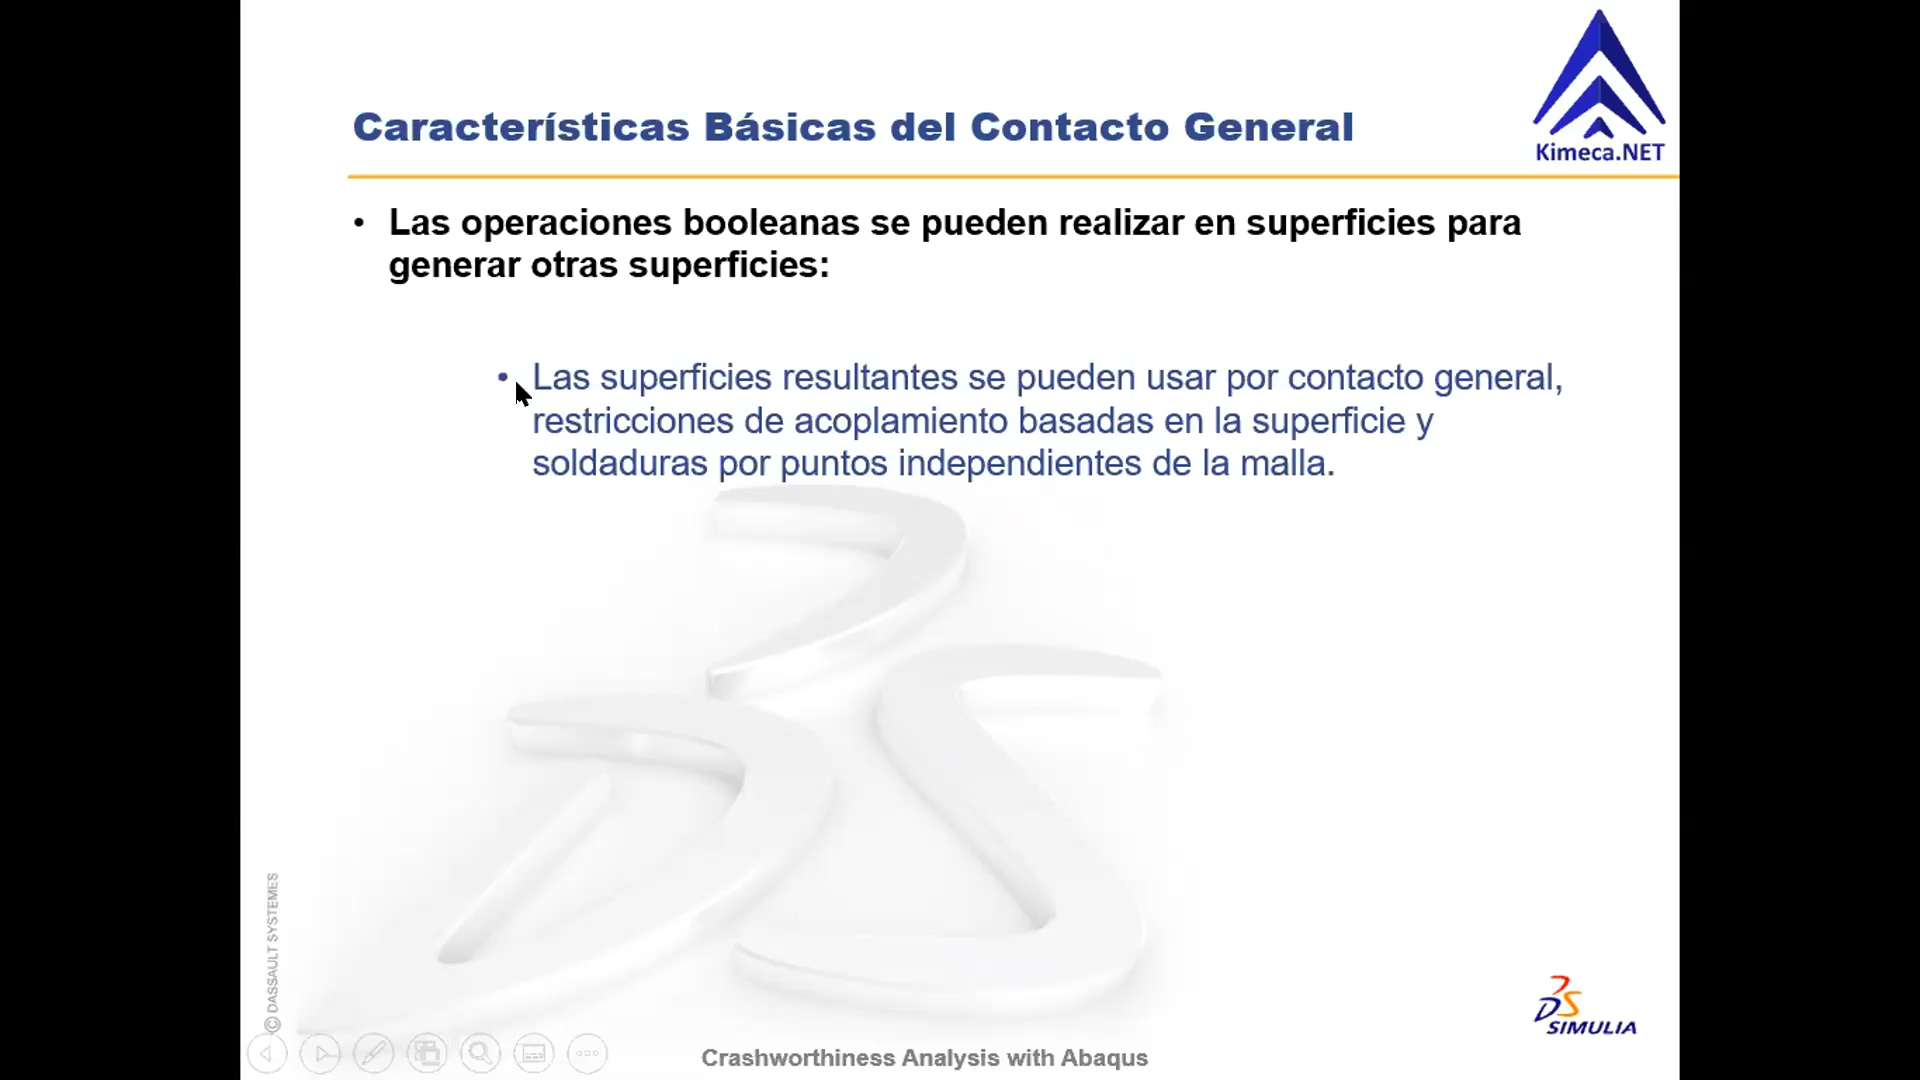 Kimeca.NET
Características Básicas del Contacto General
• Las operaciones booleanas se pueden realizar en superficies para
generar otras superficies:
• Las superficies resultantes se pueden usar por contacto general,
restricciones de acoplamiento basadas en la superficie y
soldaduras por puntos independientes de la malla.
© DASSAULT SYSTEMES
DS SIMULIA
Crashworthiness Analysis with Abaqus